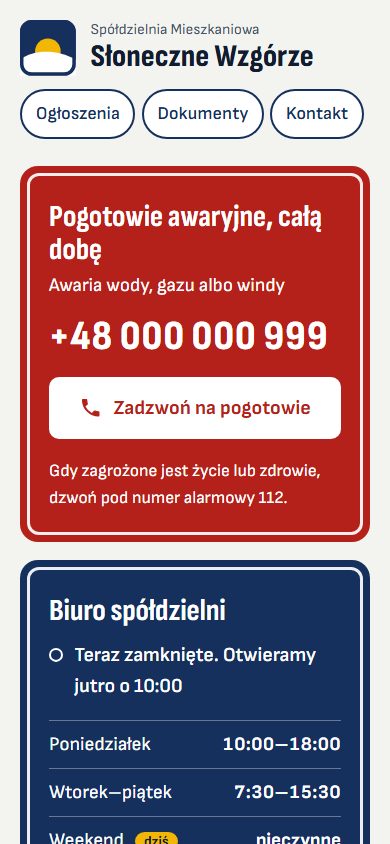 Spółdzielnia Mieszkaniowa
Słoneczne Wzgórze
Ogłoszenia
Dokumenty
Kontakt
Pogotowie awaryjne, całą
dobę
Awaria wody, gazu albo windy
+48 000 000 999
Zadzwoń na pogotowie
Gdy zagrożone jest życie lub zdrowie,
dzwoń pod numer alarmowy 112.
Biuro spółdzielni
Teraz zamknięte. Otwieramy
jutro o 10:00
Poniedziałek 10:00–18:00
Wtorek–piątek 7:30–15:30
Weekend dziś nieczynne